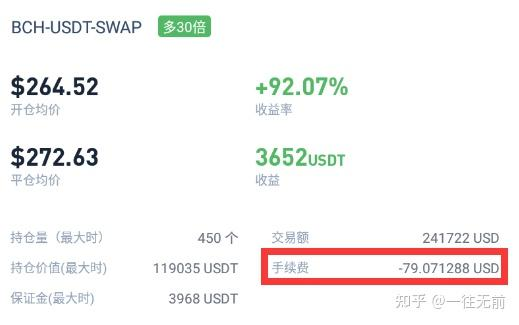 BCH-USDT-SWAP 多30倍
$264.52 +92.07%
开仓均价 收益率
$272.63 3652USDT
平仓均价 收益
持仓量（最大时） 450 个 交易额 241722 USD
持仓价值(最大时) 119035 USDT 手续费 -79.071288 USD
保证金(最大时) 3968 USDT
知乎 @一往无前